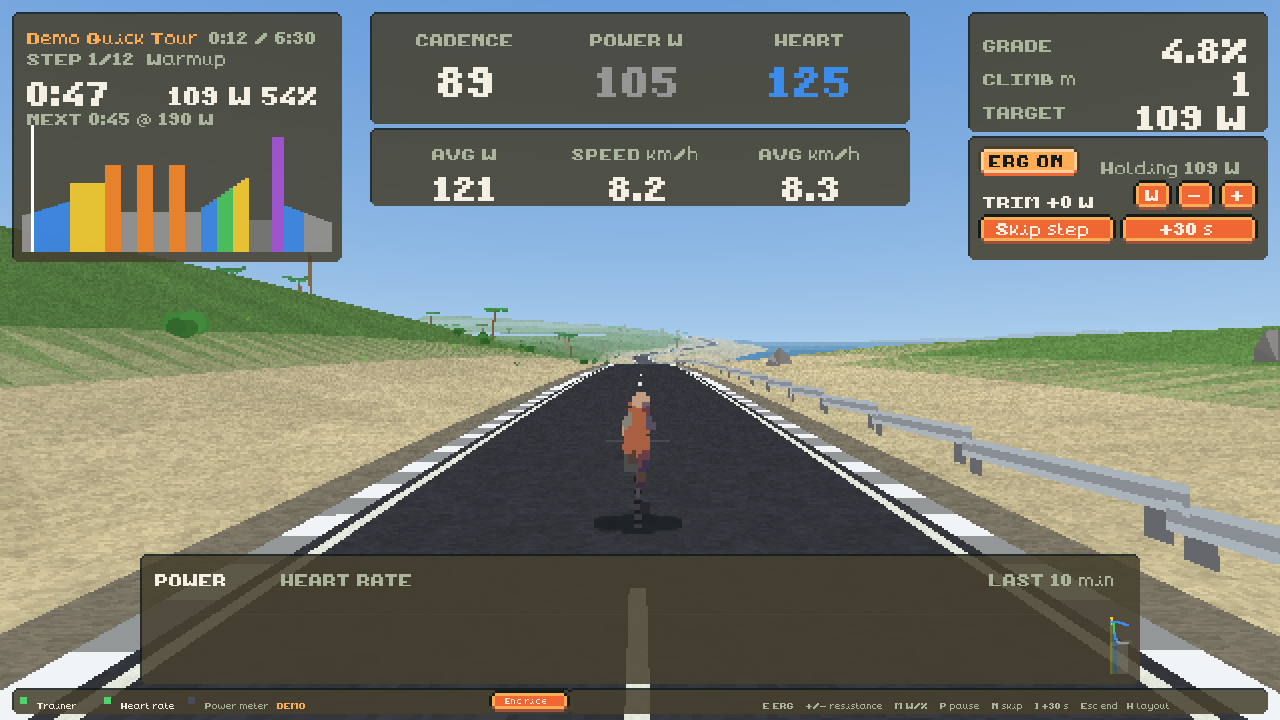 Demo Quick Tour 0:12 / 6:30
STEP 1/12 Warmup
0:47 109 W 54%
NEXT 0:45 @ 190 W
CADENCE POWER W HEART
89 105 125
AVG W SPEED km/h AVG km/h
121 8.2 8.3
GRADE 4.8%
CLIMB m 1
TARGET 109 W
ERG ON Holding 109 W
TRIM +0 W W - +
Skip step +30 s
POWER HEART RATE LAST 10 min
Trainer Heart rate Power meter DEMO End race E ERG +/- resistance M W/% P pause N skip ] +30 s Esc end H layout